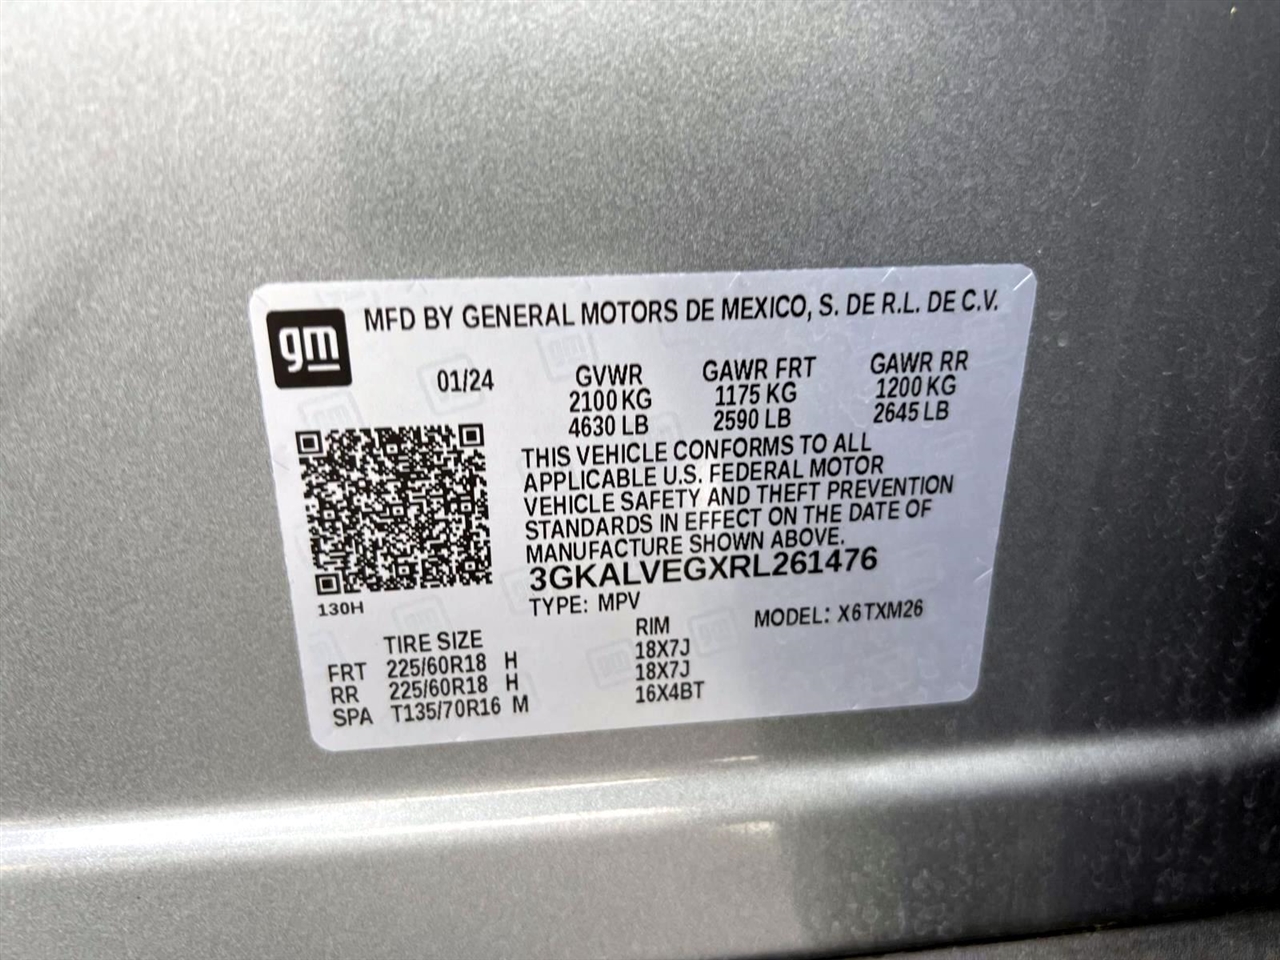 gm
MFD BY GENERAL MOTORS DE MEXICO, S. DE R.L. DE C.V.
01/24 GVWR GAWR FRT GAWR RR
2100 KG 1175 KG 1200 KG
4630 LB 2590 LB 2645 LB
THIS VEHICLE CONFORMS TO ALL
APPLICABLE U.S. FEDERAL MOTOR
VEHICLE SAFETY AND THEFT PREVENTION
STANDARDS IN EFFECT ON THE DATE OF
MANUFACTURE SHOWN ABOVE.
3GKALVEGXRL261476
130H
TYPE: MPV MODEL: X6TXM26
TIRE SIZE RIM
FRT 225/60R18 H 18X7J
RR 225/60R18 H 18X7J
SPA T135/70R16 M 16X4BT